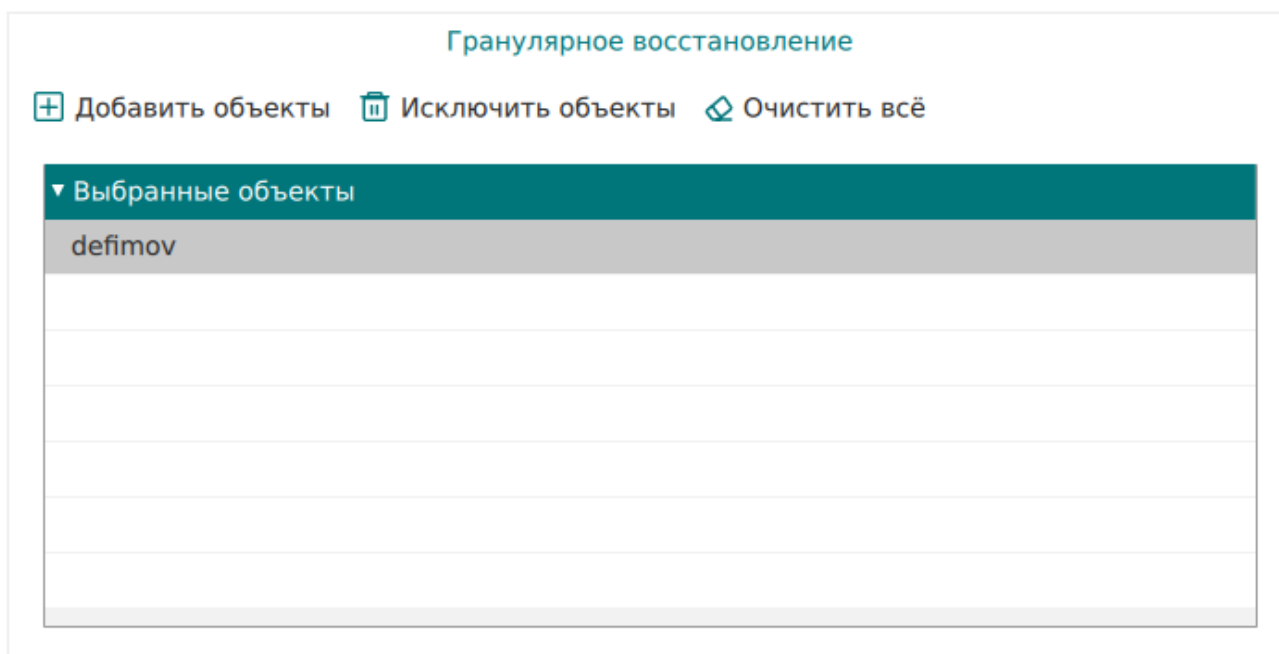 Гранулярное восстановление
Добавить объекты Исключить объекты Очистить всё
Выбранные объекты
defimov